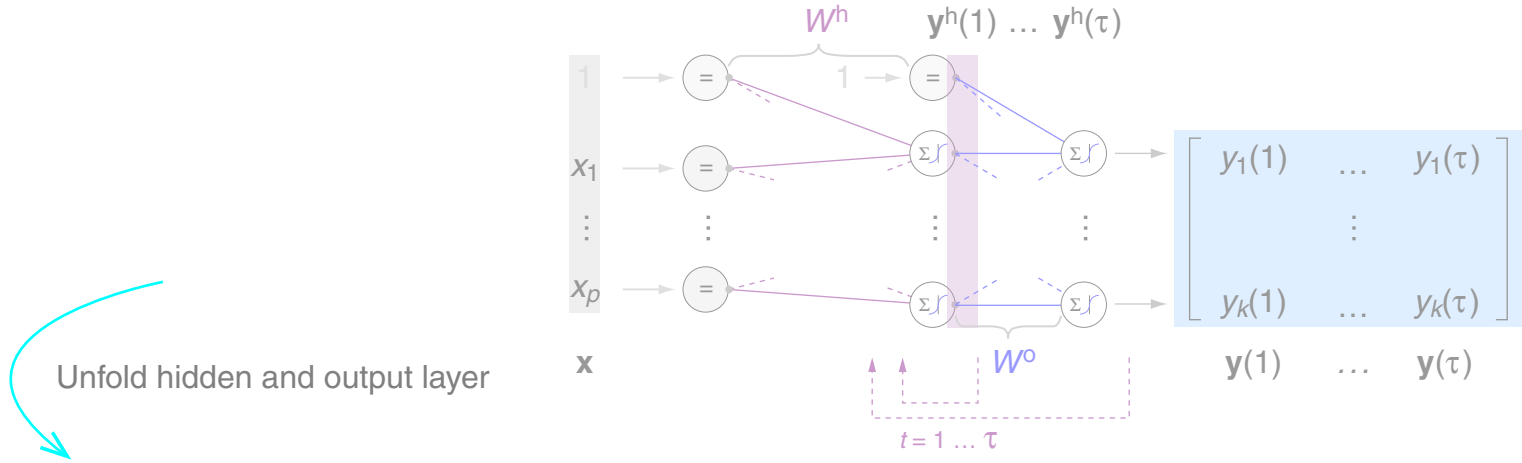 Wʰ yʰ(1) … yʰ(τ)
1 = 1 =
x₁ = Σ Σ y₁(1) … y₁(τ)
⋮ ⋮ ⋮ ⋮ ⋮
xₚ = Σ Σ yₖ(1) … yₖ(τ)
Unfold hidden and output layer x Wᵒ y(1) … y(τ)
t = 1 … τ